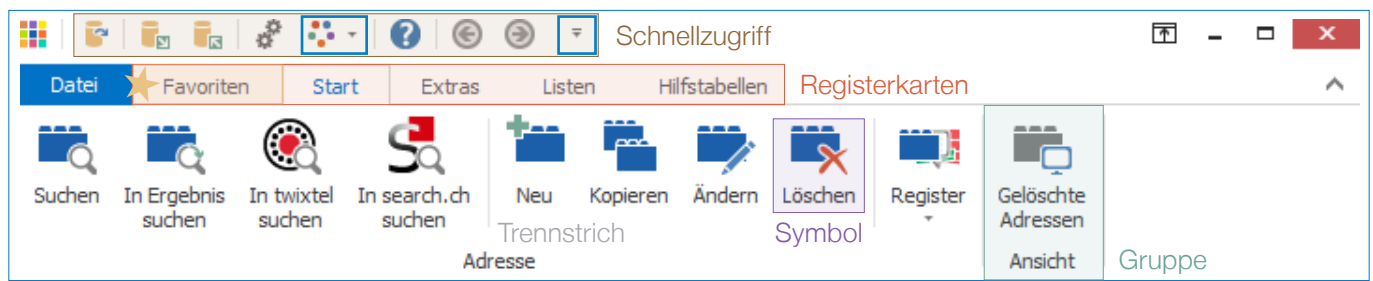 Schnellzugriff
Datei Favoriten Start Extras Listen Hilfstabellen Registerkarten
Suchen In Ergebnis suchen In twixtel suchen In search.ch suchen Neu Kopieren Ändern Löschen Register Gelöschte Adressen
Trennstrich Symbol
Adresse Ansicht Gruppe